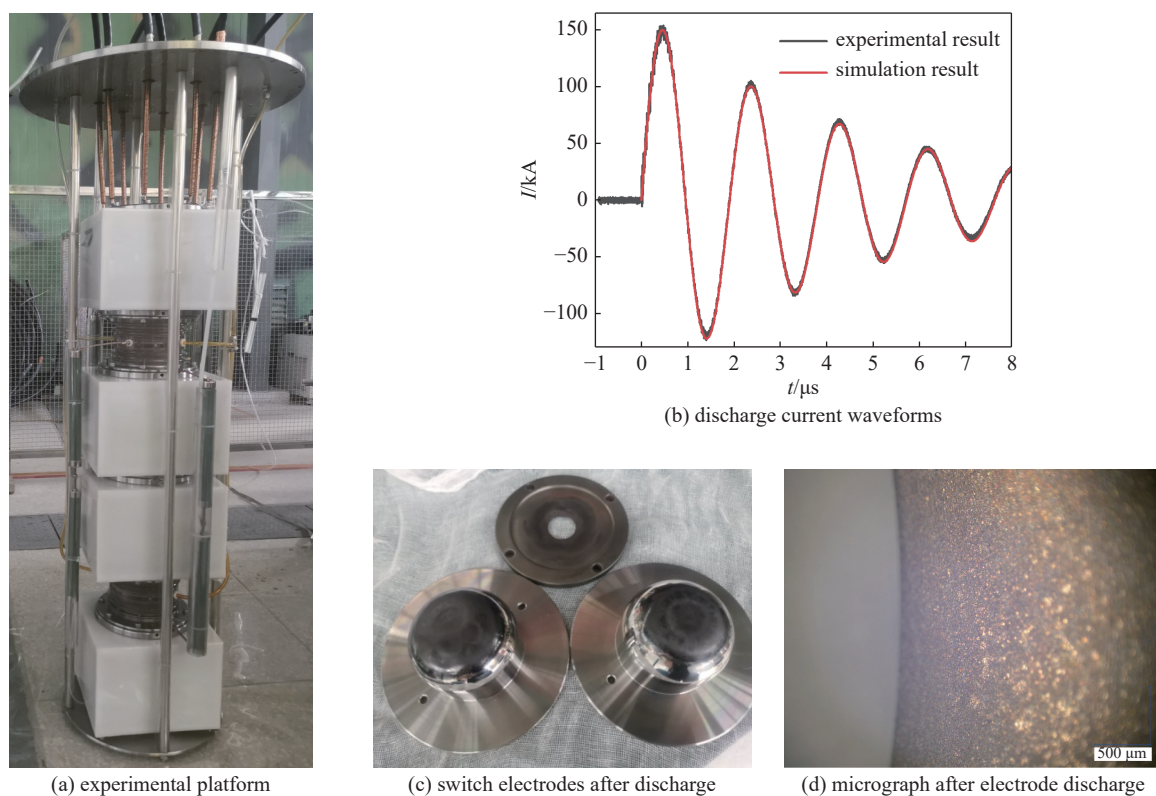 150
experimental result
simulation result
100
50
I/kA
0
−50
−100
−1 0 1 2 3 4 5 6 7 8
t/μs
(b) discharge current waveforms
500 μm
(a) experimental platform
(c) switch electrodes after discharge
(d) micrograph after electrode discharge